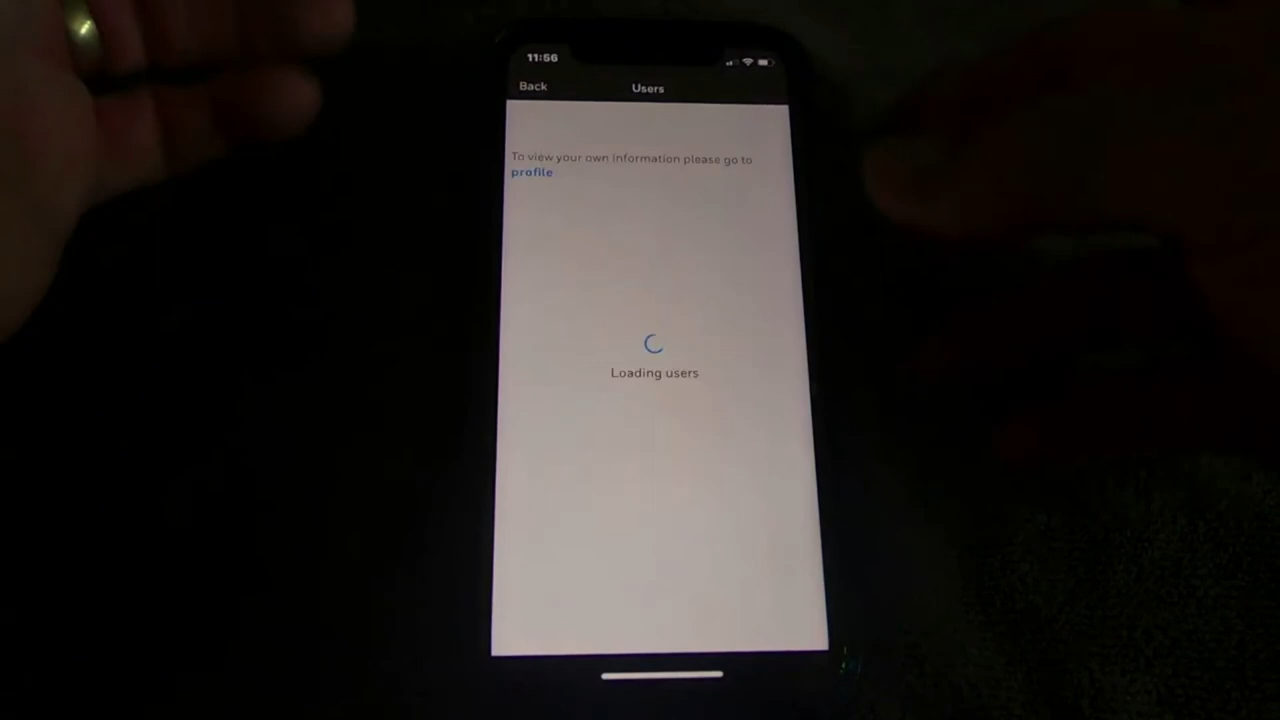 11:56
Back
Users
To view your own information please go to
profile
Loading users